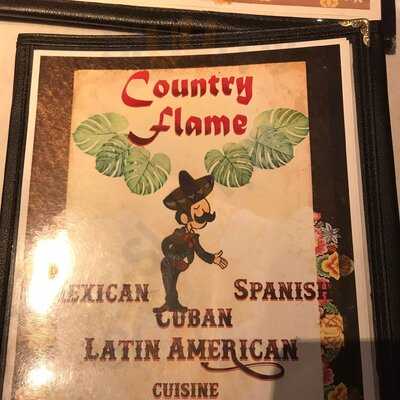 Country
Flame
MEXICAN SPANISH
CUBAN
LATIN AMERICAN
CUISINE